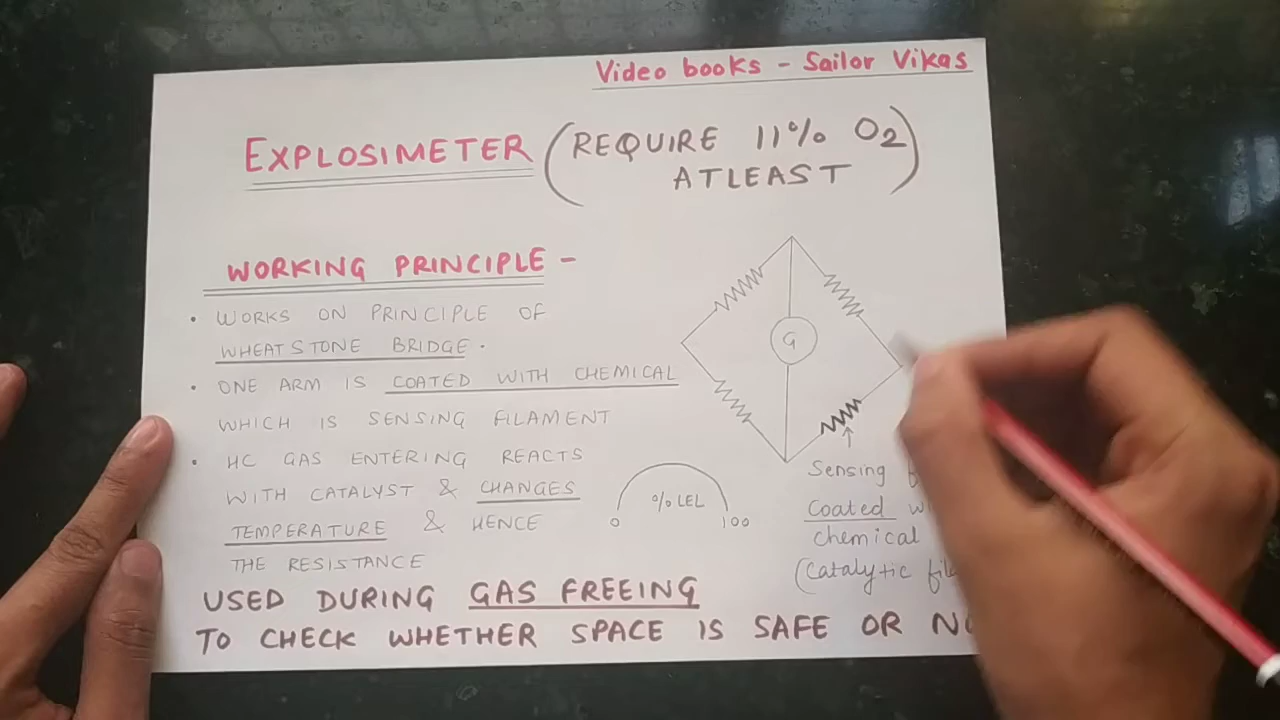 Video books - Sailor Vikas
EXPLOSIMETER (REQUIRE 11% O2
ATLEAST)
WORKING PRINCIPLE -
• WORKS ON PRINCIPLE OF
WHEATSTONE BRIDGE.
• ONE ARM IS COATED WITH CHEMICAL
WHICH IS SENSING FILAMENT
• HC GAS ENTERING REACTS
WITH CATALYST & CHANGES
TEMPERATURE & HENCE
THE RESISTANCE
G
% LEL
0 100
Sensing
Coated
chemical
(Catalytic
USED DURING GAS FREEING
TO CHECK WHETHER SPACE IS SAFE OR